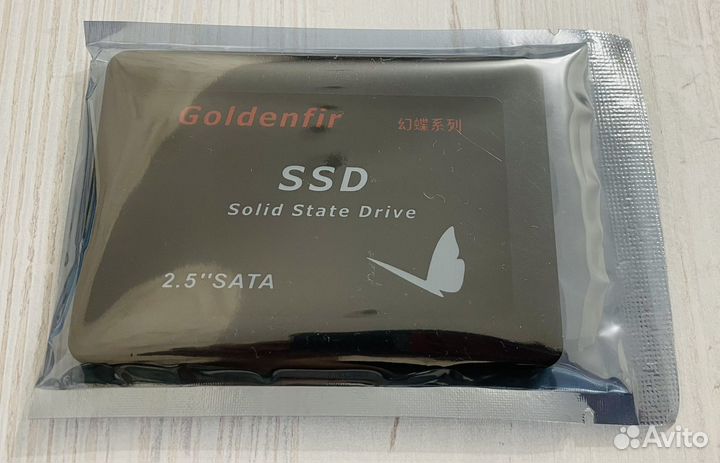 Goldenfir 幻蝶系列
SSD
Solid State Drive
2.5''SATA
Avito